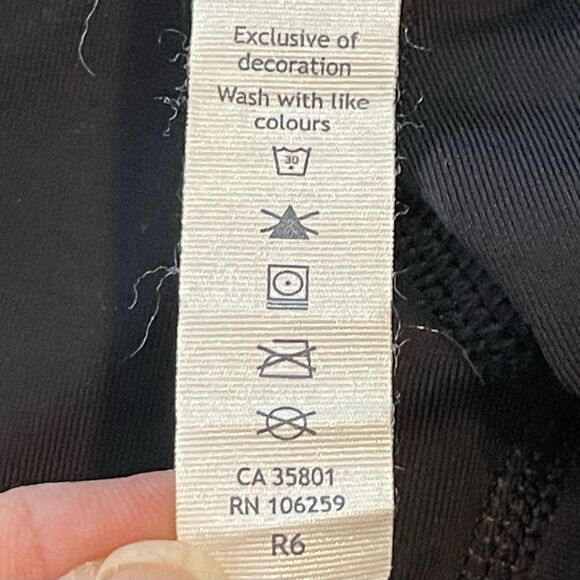 Exclusive of
decoration
Wash with like
colours
30
CA 35801
RN 106259
R6